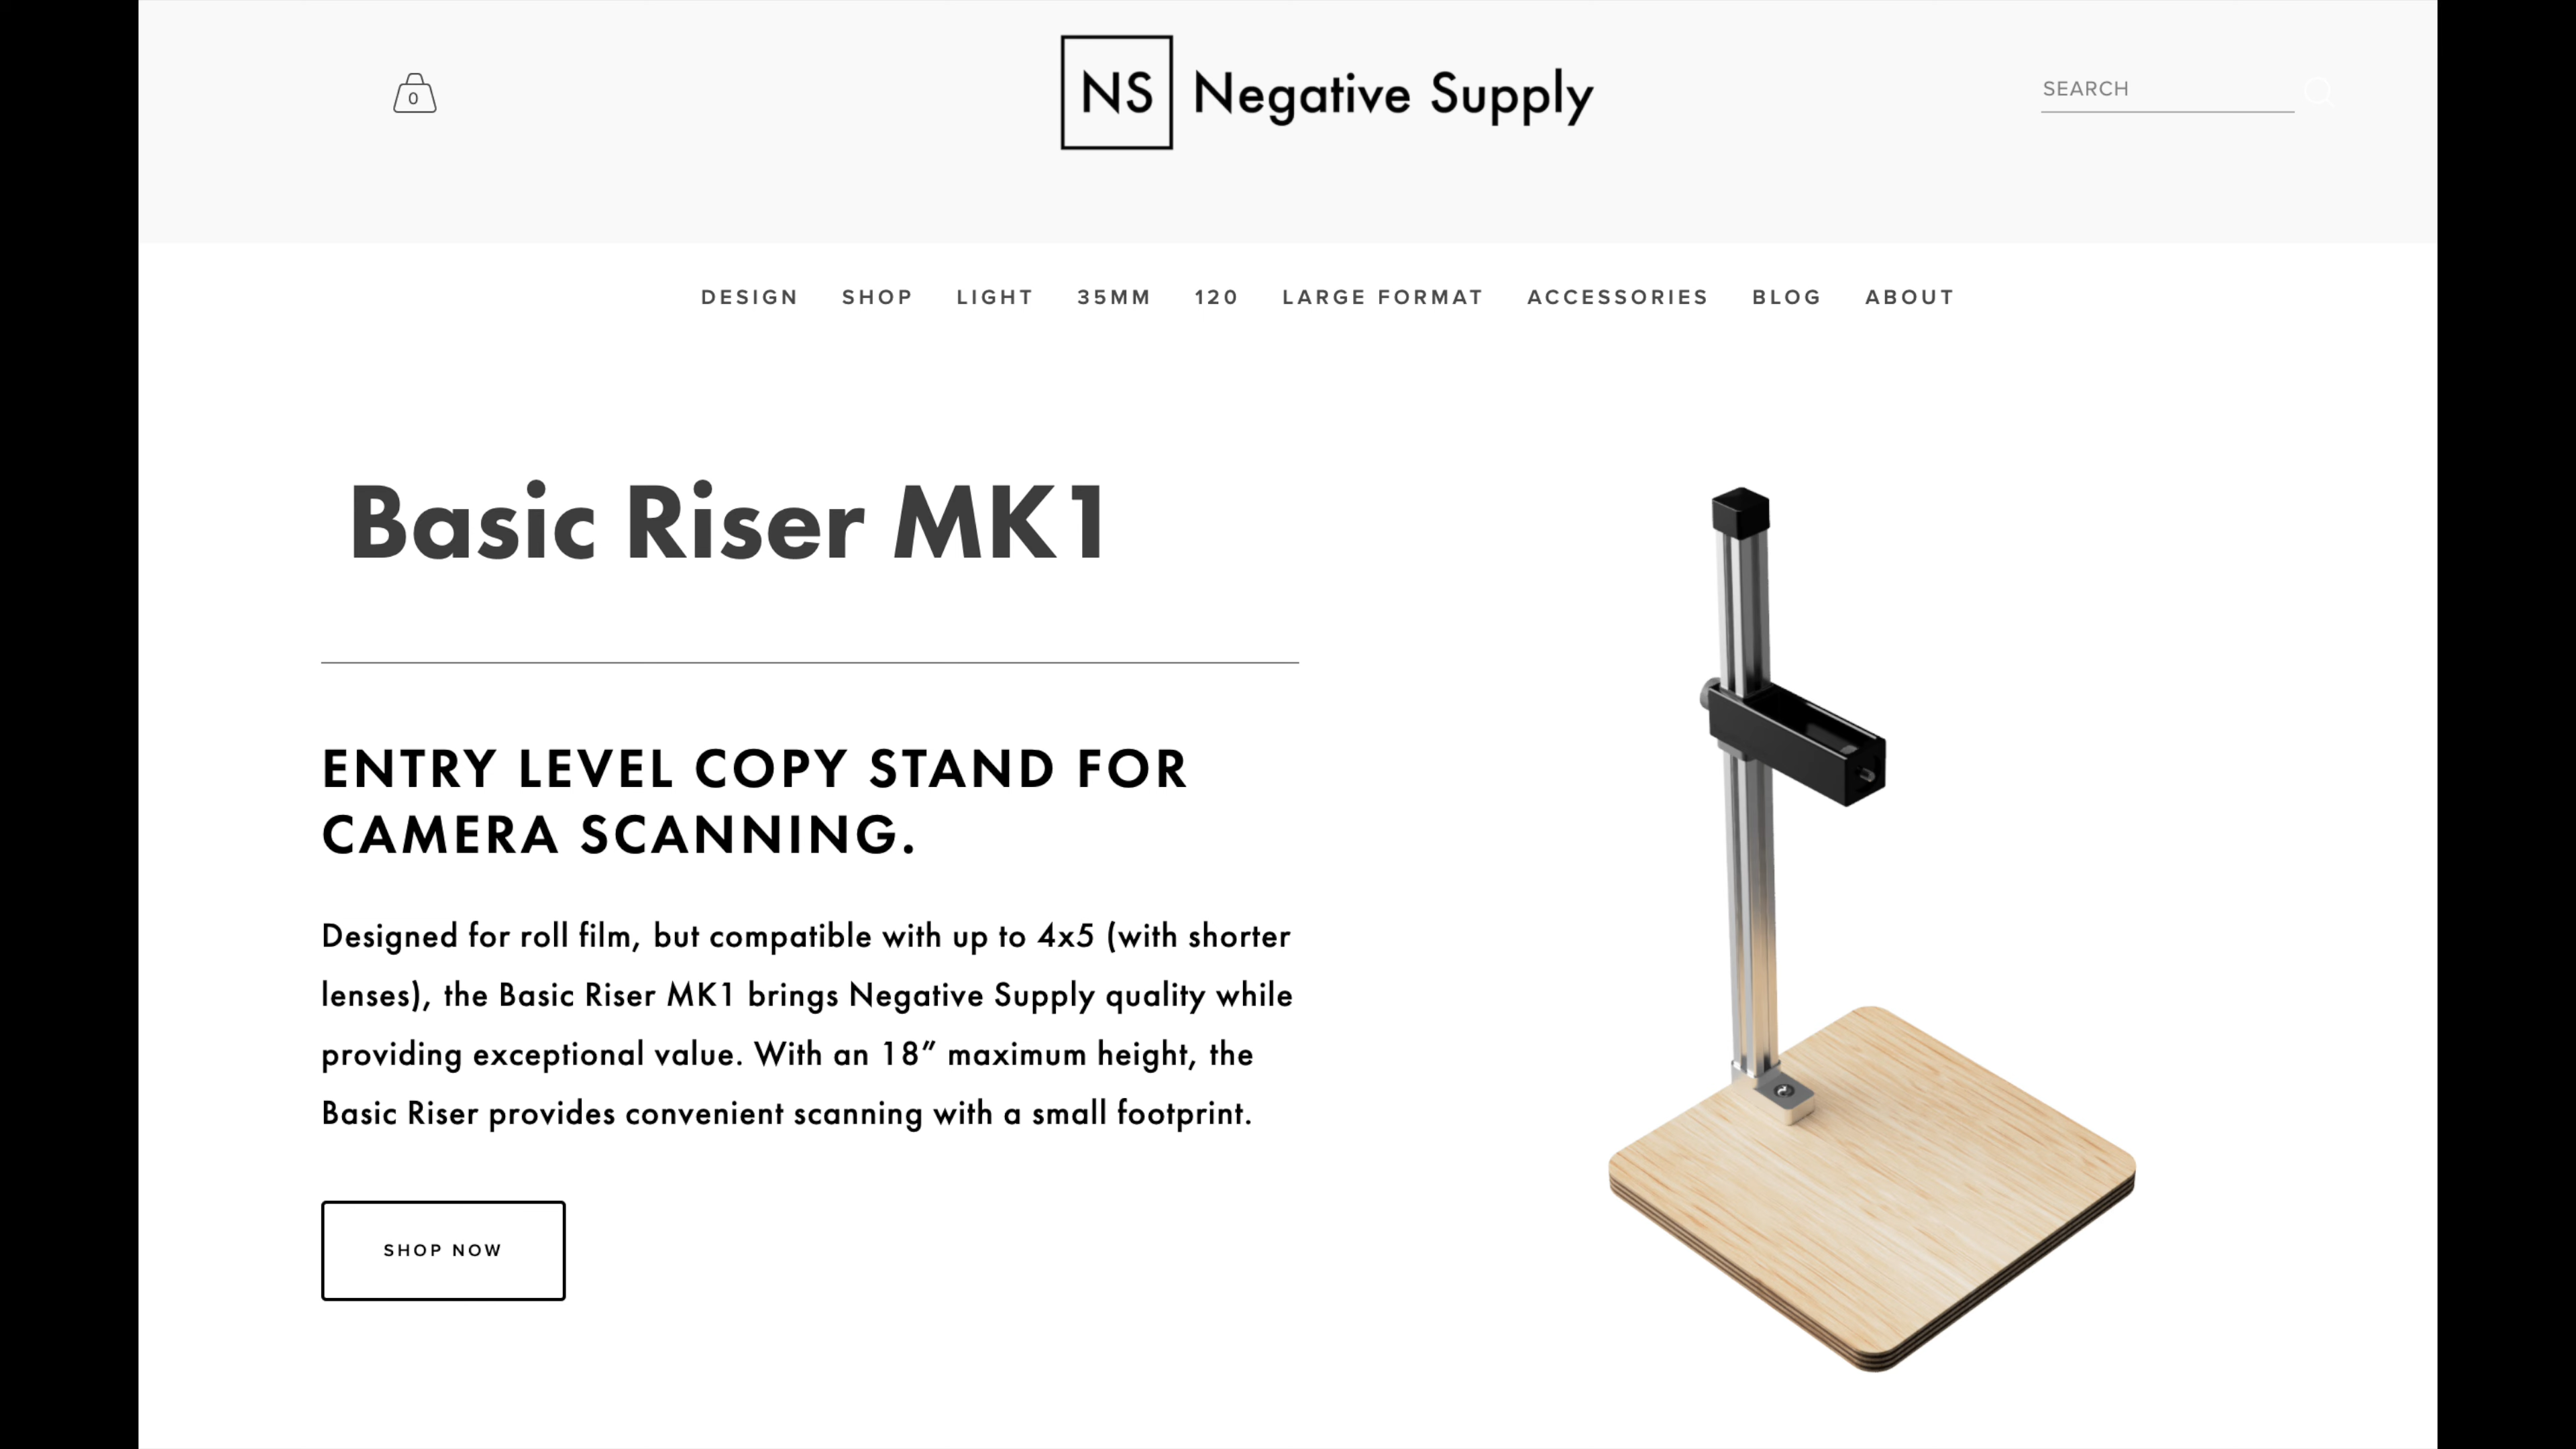 0
NS Negative Supply
SEARCH
DESIGN SHOP LIGHT 35MM 120 LARGE FORMAT ACCESSORIES BLOG ABOUT
Basic Riser MK1
ENTRY LEVEL COPY STAND FOR
CAMERA SCANNING.
Designed for roll film, but compatible with up to 4x5 (with shorter
lenses), the Basic Riser MK1 brings Negative Supply quality while
providing exceptional value. With an 18” maximum height, the
Basic Riser provides convenient scanning with a small footprint.
SHOP NOW